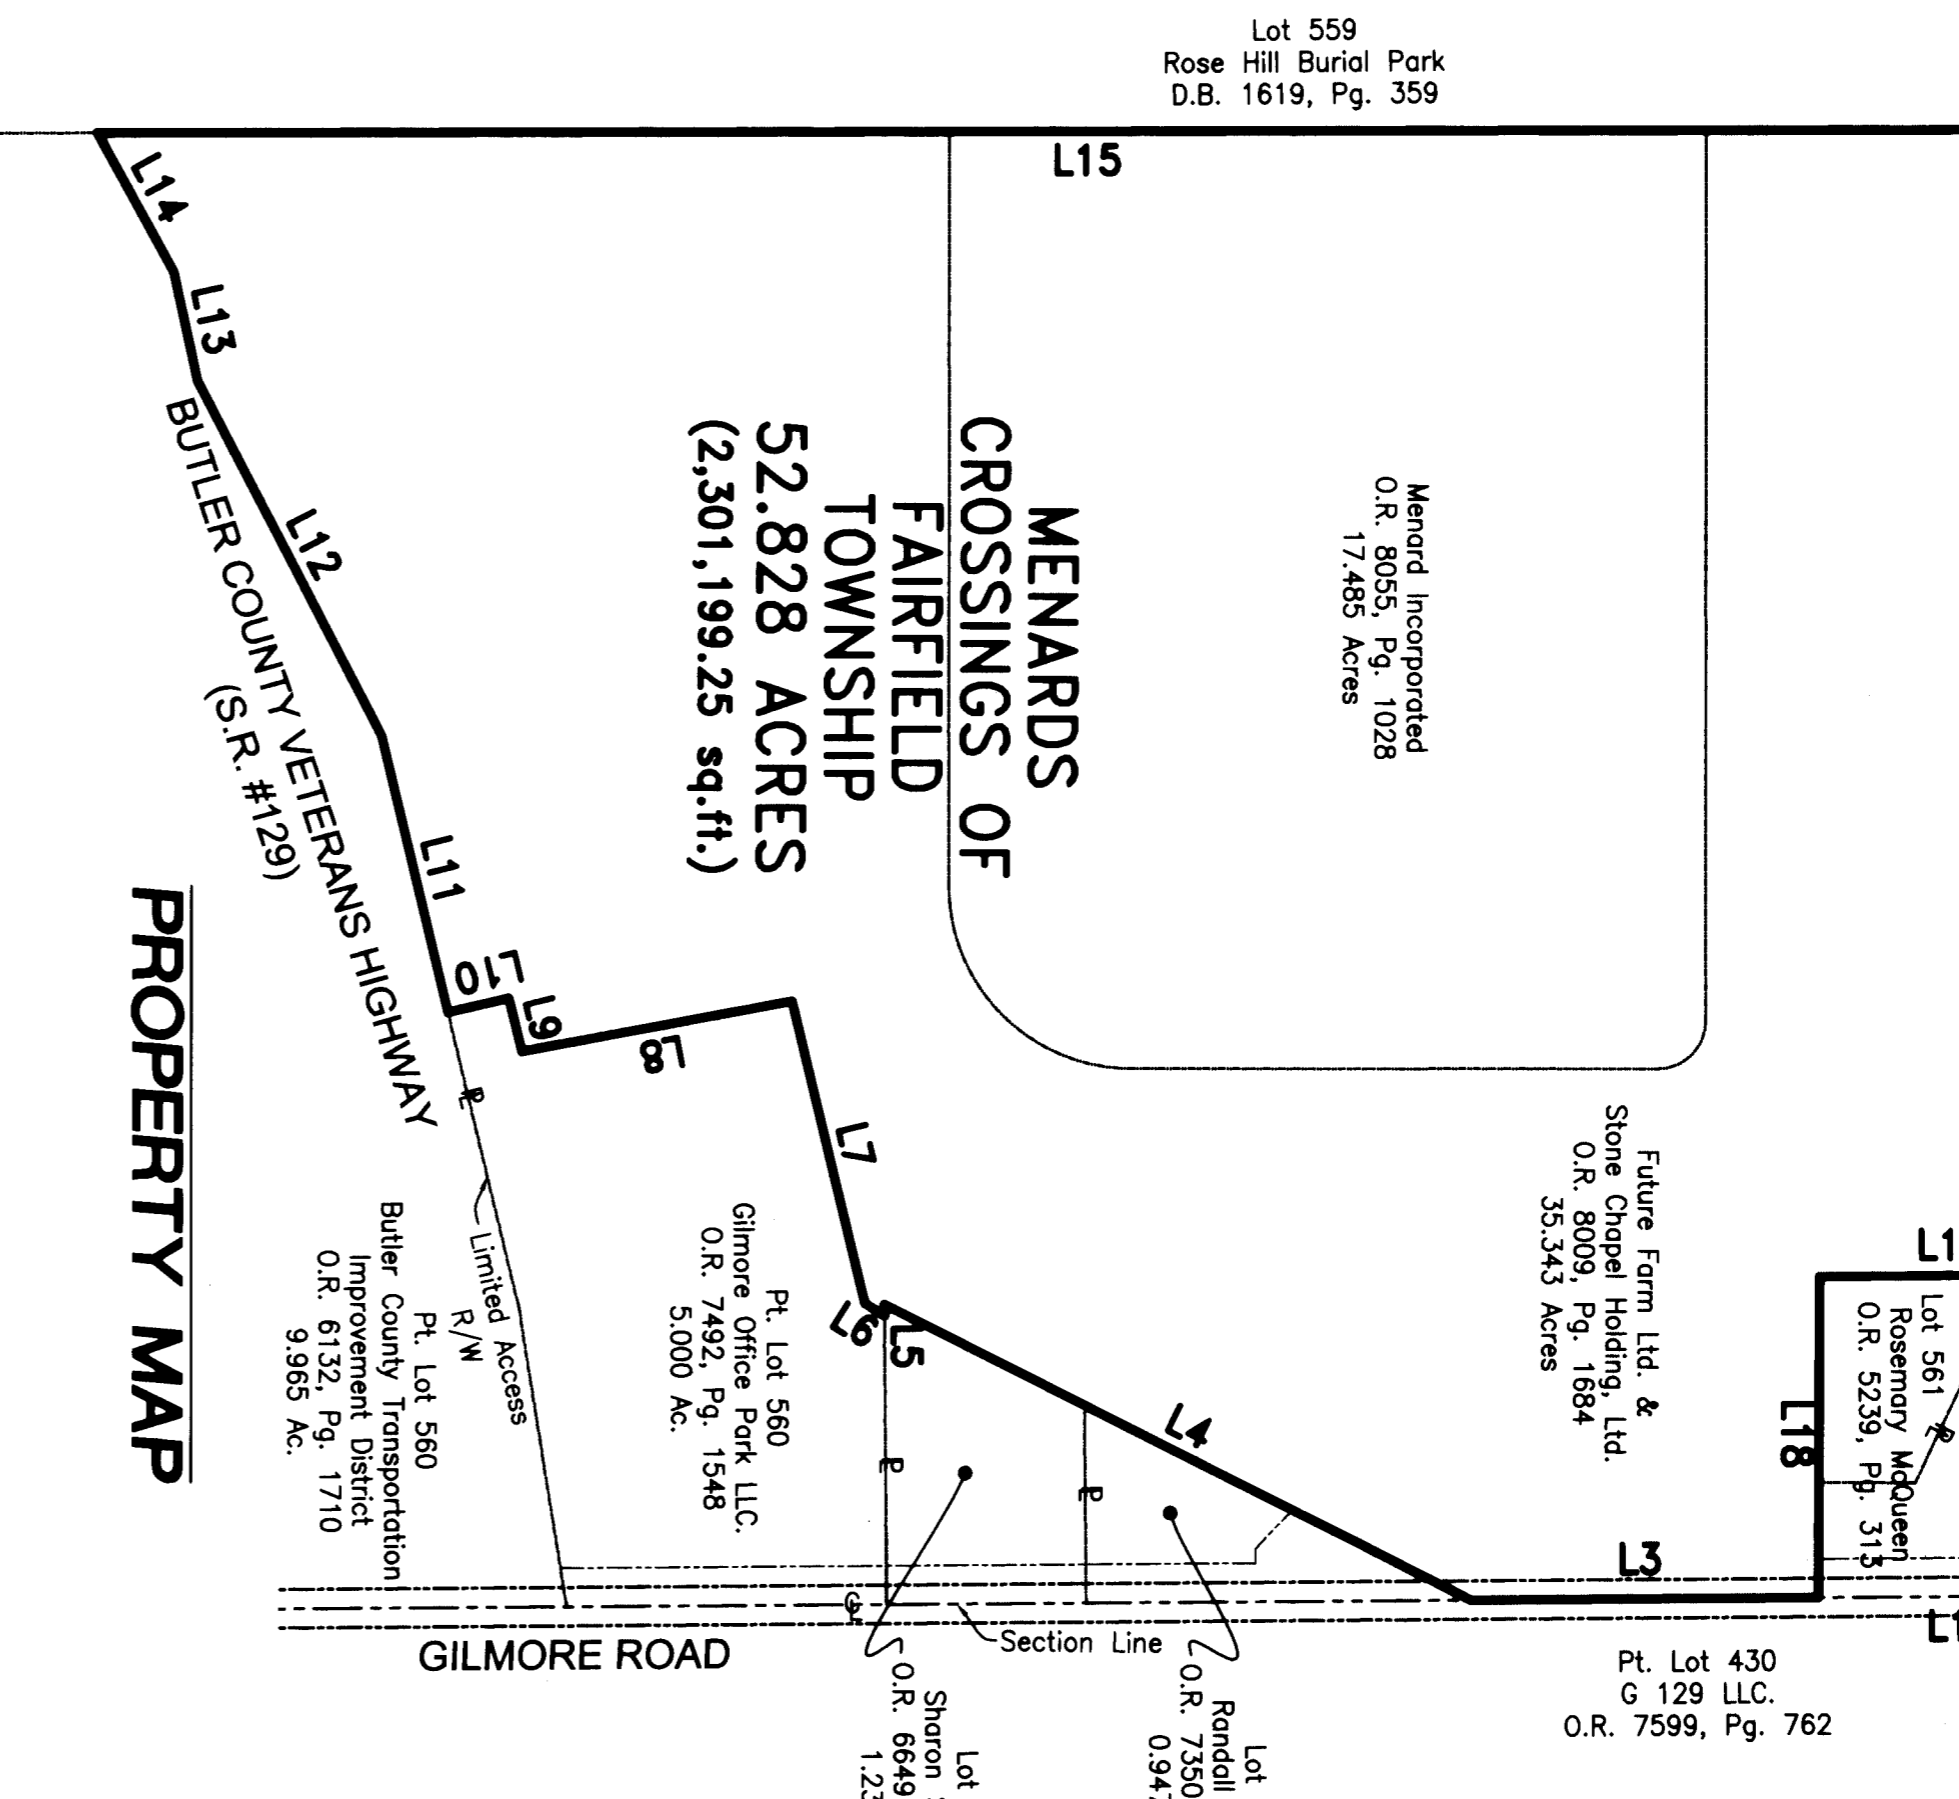 Lot 559
Rose Hill Burial Park
D.B. 1619, Pg. 359
L15
L14
L13
L12
L11
L10
L9
L8
L7
L6
L5
L4
L3
L18
BUTLER COUNTY VETERANS HIGHWAY
(S.R. #129)
MENARDS
CROSSINGS OF
FAIRFIELD
TOWNSHIP
52.828 ACRES
(2,301,199.25 sq.ft.)
Menard Incorporated
O.R. 8055, Pg. 1028
17.485 Acres
Future Farm Ltd. &
Stone Chapel Holding, Ltd.
O.R. 8009, Pg. 1684
35.343 Acres
Lot 561
Rosemary McQueen
O.R. 5239, Pg. 313
PROPERTY MAP
Limited Access
R/W
Pt. Lot 560
Butler County Transportation
Improvement District
O.R. 6132, Pg. 1710
9.965 Ac.
Pt. Lot 560
Gilmore Office Park LLC.
O.R. 7492, Pg. 1548
5.000 Ac.
GILMORE ROAD
Section Line
Pt. Lot 430
G 129 LLC.
O.R. 7599, Pg. 762
Lot
Randall
O.R. 7350
Lot
Sharon
O.R. 6649